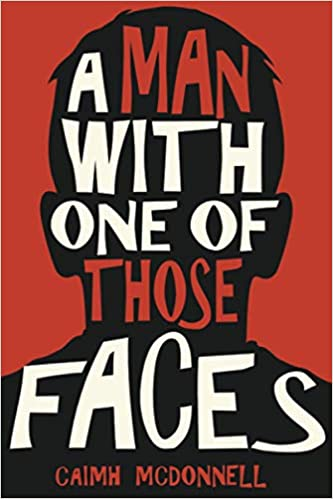 A MAN
WITH
ONE OF
THOSE
FACES
CAIMH MCDONNELL